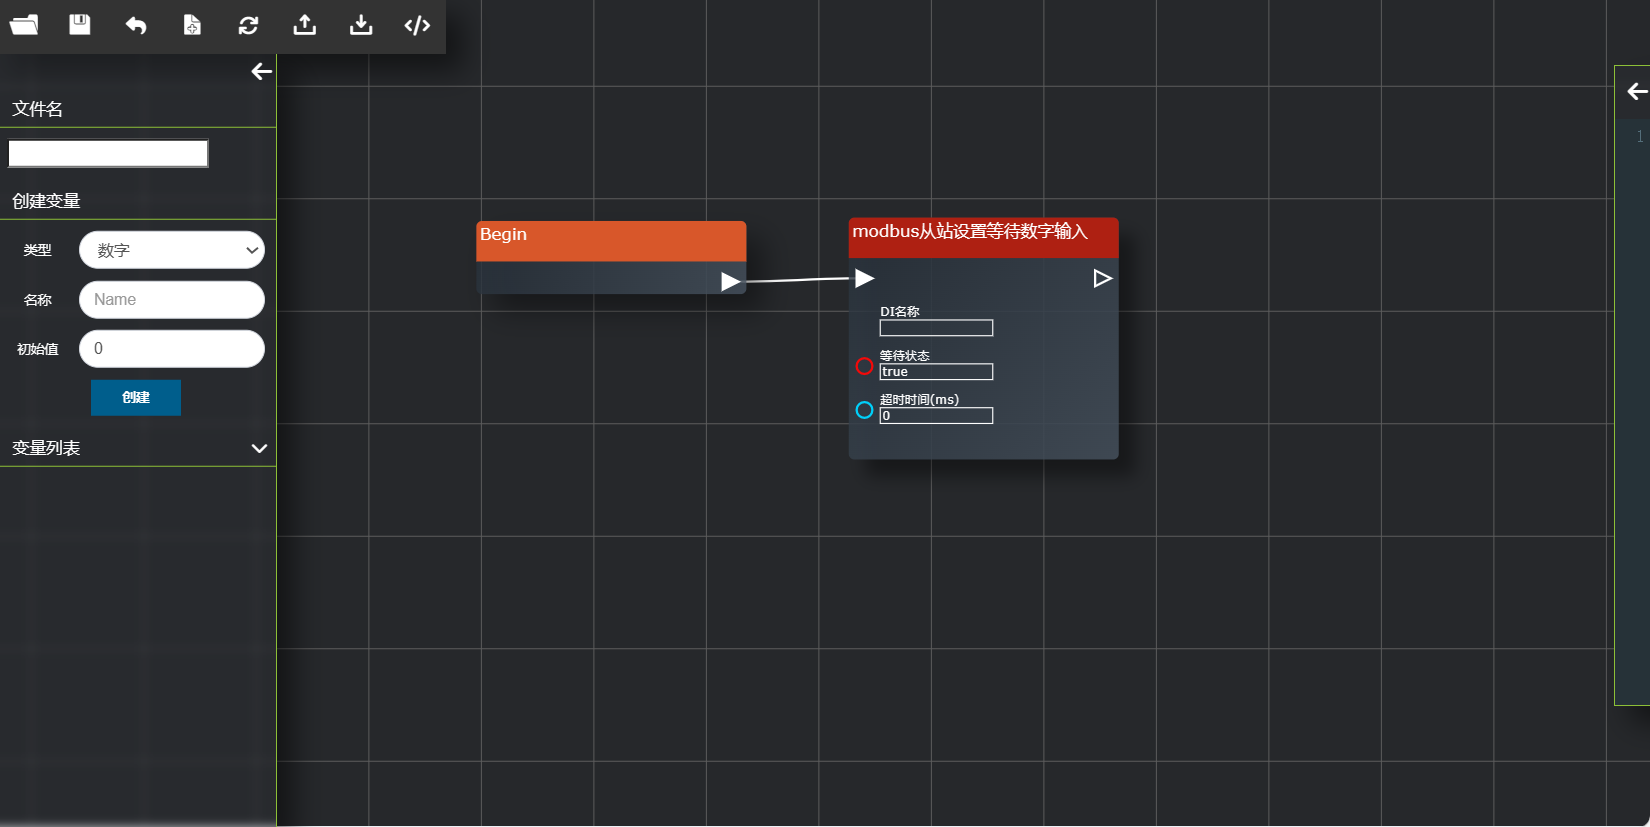 文件名
创建变量
类型
数字
名称
Name
初始值
0
创建
变量列表
Begin
modbus从站设置等待数字输入
DI名称
等待状态
true
超时时间(ms)
0
1